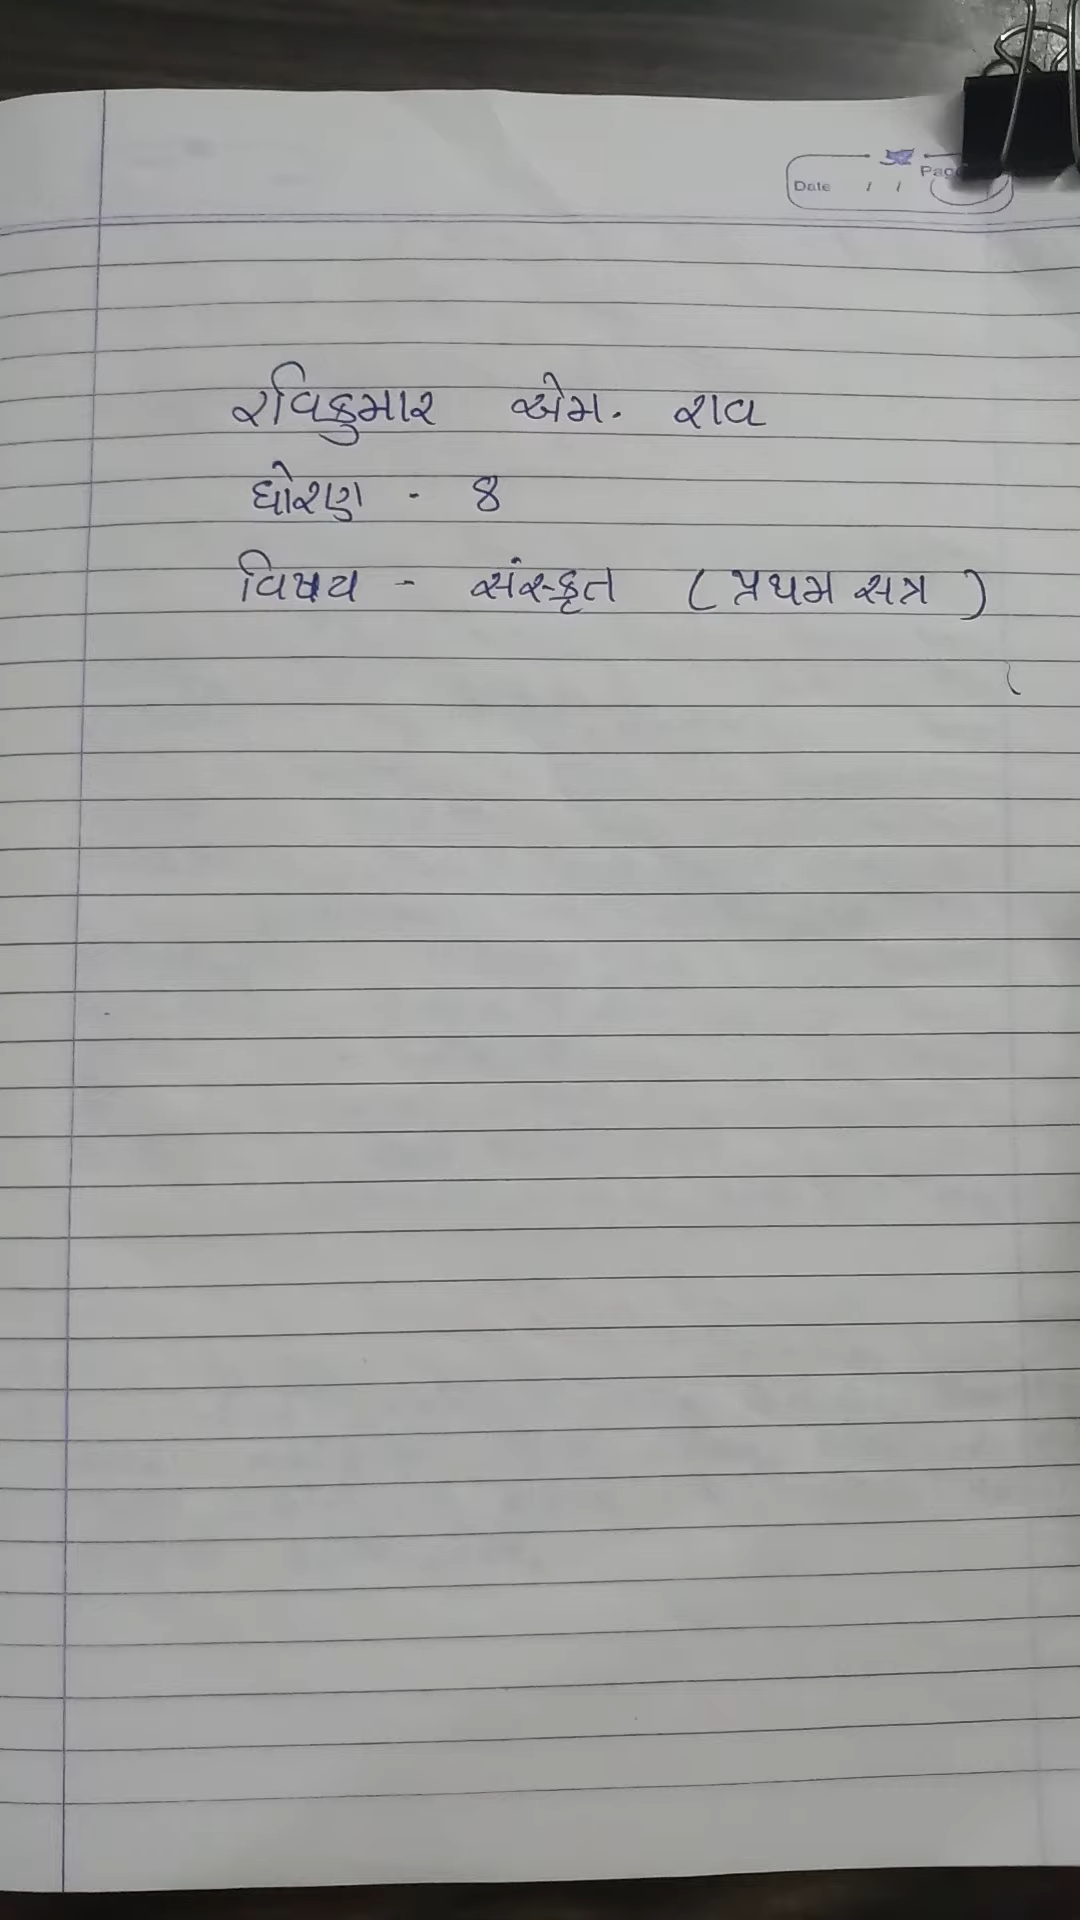 Date / /
રવિકુમાર એમ. રાવ
ધોરણ - 8
વિષય - સંસ્કૃત ( પ્રથમ સત્ર )